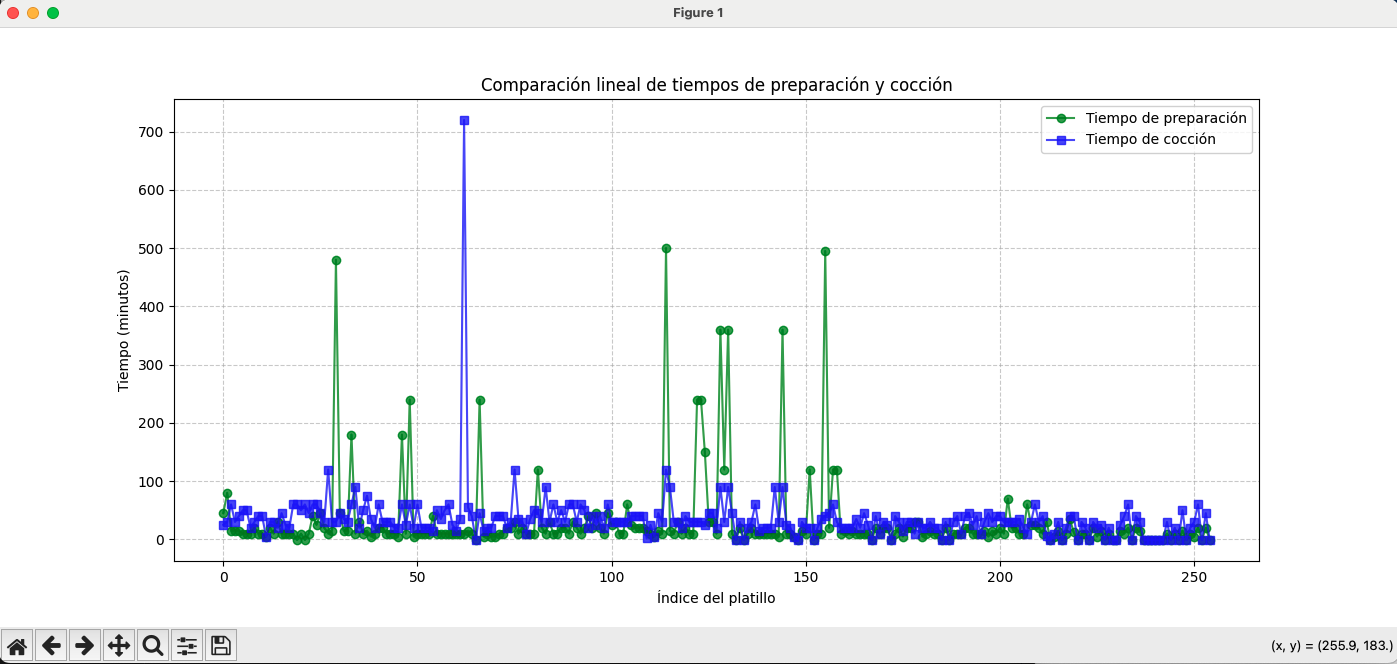 Figure 1
Comparación lineal de tiempos de preparación y cocción
Tiempo de preparación
Tiempo de cocción
700
600
500
400
300
200
100
0
Tiempo (minutos)
0
50
100
150
200
250
Índice del platillo
(x, y) = (255.9, 183.)